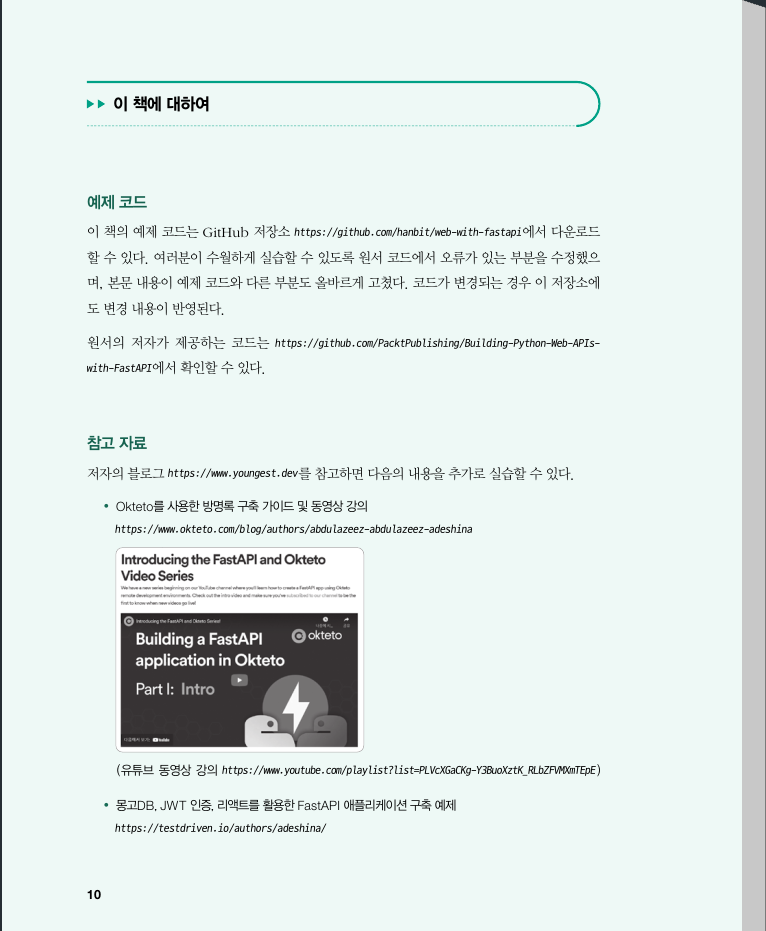 이 책에 대하여
예제 코드
이 책의 예제 코드는 GitHub 저장소 https://github.com/hanbit/web-with-fastapi에서 다운로드
할 수 있다. 여러분이 수월하게 실습할 수 있도록 원서 코드에서 오류가 있는 부분을 수정했으
며, 본문 내용이 예제 코드와 다른 부분도 올바르게 고쳤다. 코드가 변경되는 경우 이 저장소에
도 변경 내용이 반영된다.
원서의 저자가 제공하는 코드는 https://github.com/PacktPublishing/Building-Python-Web-APIs-
with-FastAPI에서 확인할 수 있다.
참고 자료
저자의 블로그 https://www.youngest.dev를 참고하면 다음의 내용을 추가로 실습할 수 있다.
• Okteto를 사용한 방명록 구축 가이드 및 동영상 강의
https://www.okteto.com/blog/authors/abdulazeez-abdulazeez-adeshina
Introducing the FastAPI and Okteto
Video Series
We have a new series beginning on our YouTube channel where you'll learn how to create a FastAPI app using Okteto
remote development environments. Check out the intro video and make sure you've subscribed to our channel to be the
first to know when new videos go live!
Introducing the FastAPI and Okteto Series!
Building a FastAPI
okteto
application in Okteto
Part I: Intro
다음에서 보기: YouTube
(유튜브 동영상 강의 https://www.youtube.com/playlist?list=PLVcXGaCKg-Y3BuoXztK_RLbZFVMXmTEpE)
• 몽고DB, JWT 인증, 리액트를 활용한 FastAPI 애플리케이션 구축 예제
https://testdriven.io/authors/adeshina/
10